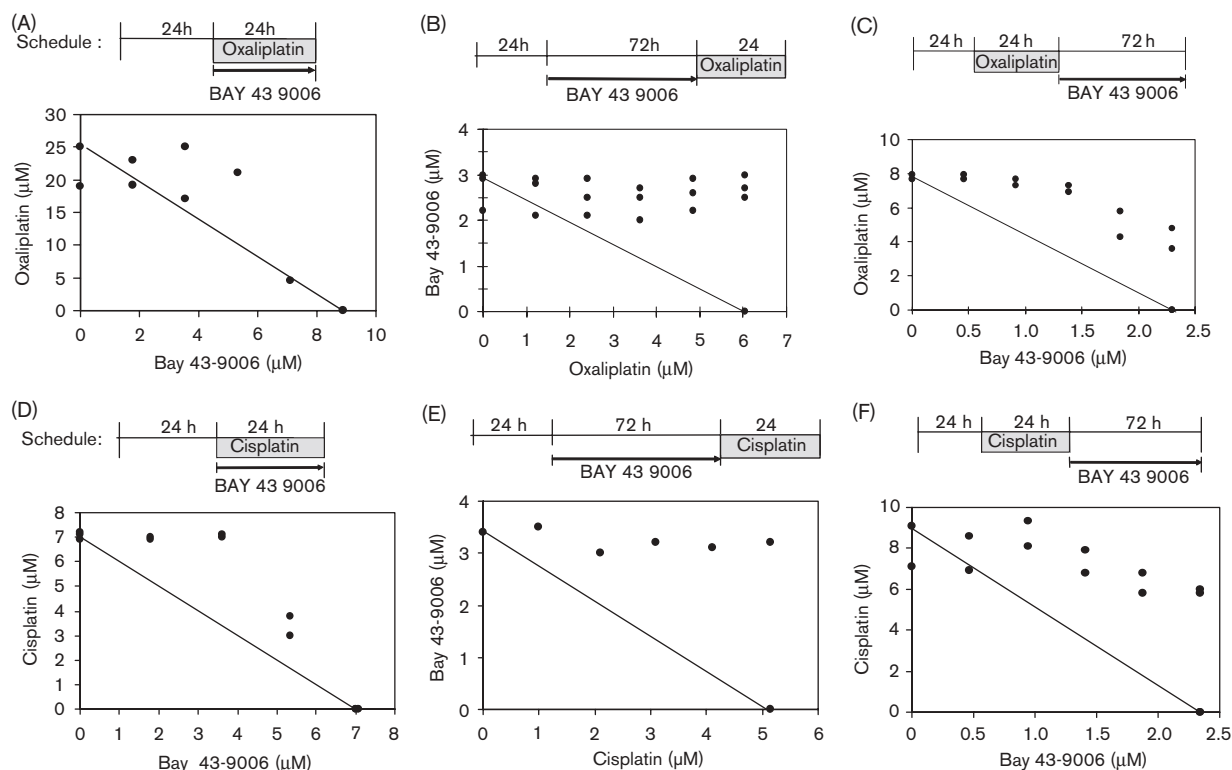 (A)
Schedule :
24h
24h
Oxaliplatin
BAY 43 9006
30
25
20
15
10
5
0
Oxaliplatin (μM)
0 2 4 6 8 10
Bay 43-9006 (μM)
(B)
24h 72h 24
Oxaliplatin
BAY 43 9006
4
3
2
1
0
Bay 43-9006 (μM)
0 1 2 3 4 5 6 7
Oxaliplatin (μM)
(C)
24 h 24 h 72 h
Oxaliplatin
BAY 43 9006
10
8
6
4
2
0
Oxaliplatin (μM)
0 0.5 1.0 1.5 2.0 2.5
Bay 43-9006 (μM)
(D)
Schedule:
24 h 24 h
Cisplatin
BAY 43 9006
8
7
6
5
4
3
2
1
0
Cisplatin (μM)
0 1 2 3 4 5 6 7 8
Bay 43-9006 (μM)
(E)
24 h 72 h 24
Cisplatin
BAY 43 9006
4
3
2
1
0
Bay 43-9006 (μM)
0 1 2 3 4 5 6
Cisplatin (μM)
(F)
24 h 24 h 72 h
Cisplatin
BAY 43 9006
10
8
6
4
2
0
Cisplatin (μM)
0 0.5 1.0 1.5 2.0 2.5
Bay 43-9006 (μM)